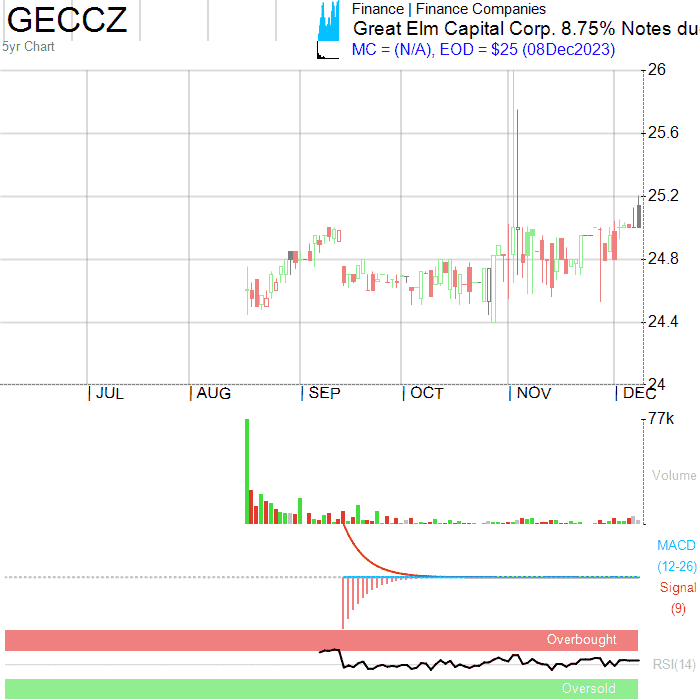 GECCZ
5yr Chart
Finance | Finance Companies
Great Elm Capital Corp. 8.75% Notes du
MC = (N/A), EOD = $25 (08Dec2023)
26
25.6
25.2
24.8
24.4
24
| JUL | AUG | SEP | OCT | NOV | DEC
77k
Volume
MACD
(12-26)
Signal
(9)
Overbought
RSI(14)
Oversold